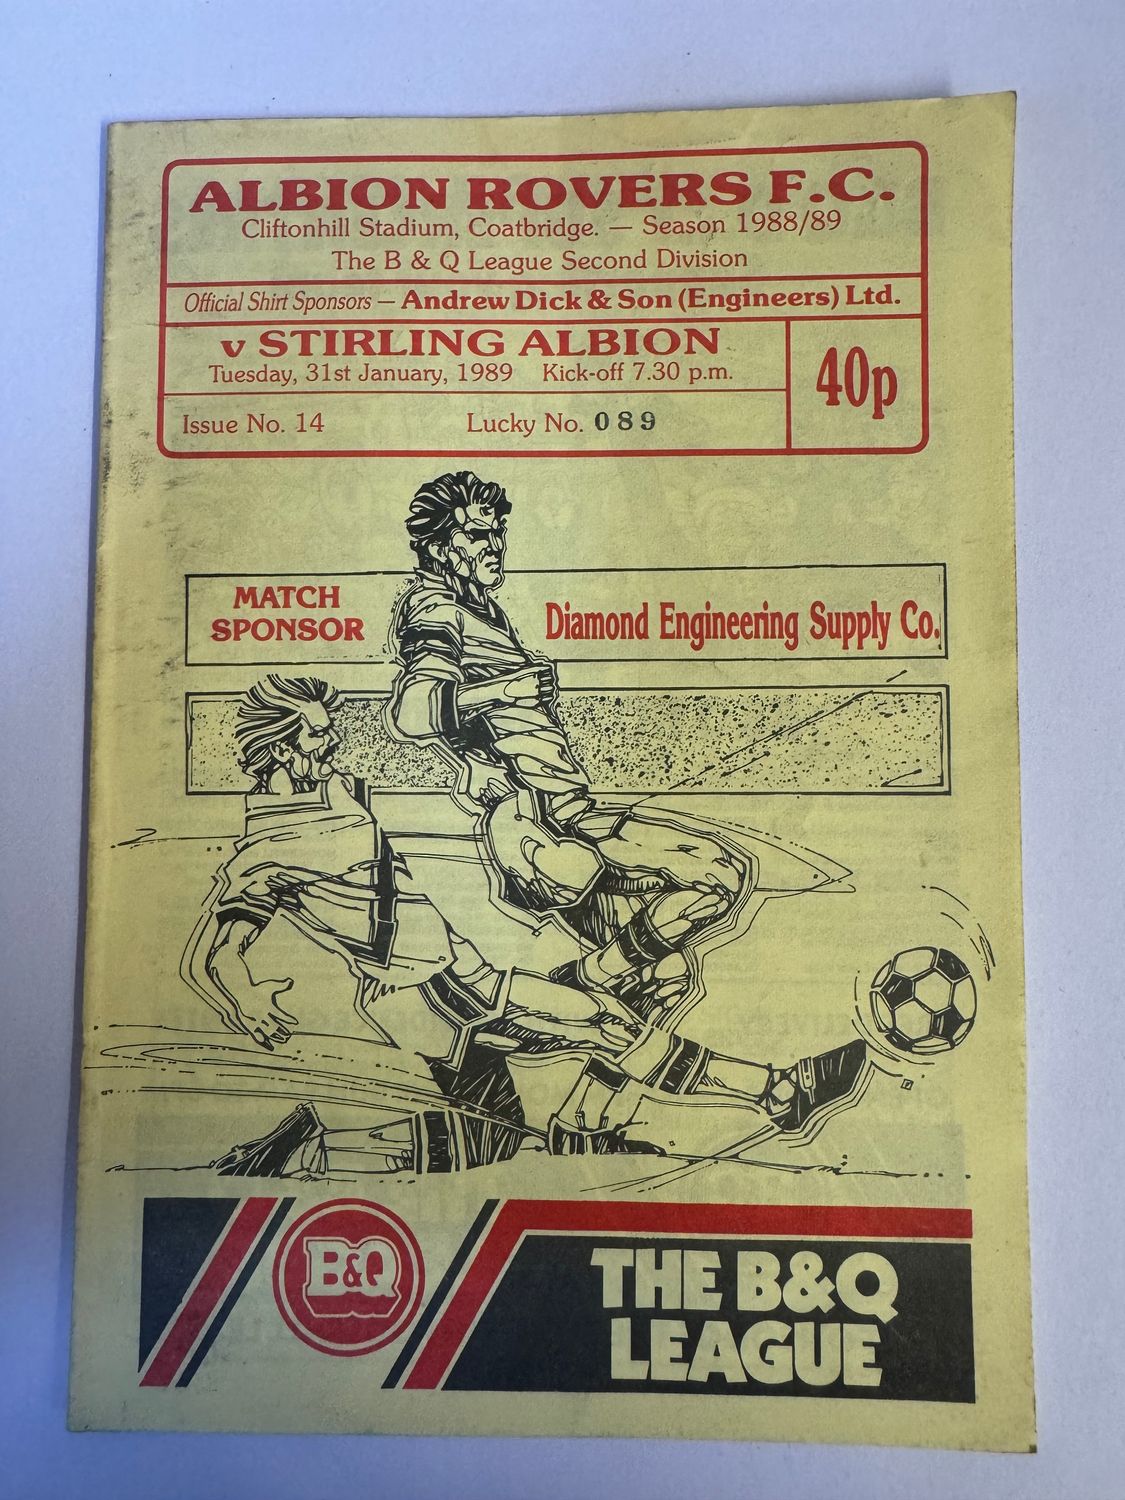 ALBION ROVERS F.C.
Cliftonhill Stadium, Coatbridge. — Season 1988/89
The B & Q League Second Division
Official Shirt Sponsors — Andrew Dick & Son (Engineers) Ltd.
v STIRLING ALBION
Tuesday, 31st January, 1989 Kick-off 7.30 p.m.
40p
Issue No. 14 Lucky No. 089
MATCH
SPONSOR
Diamond Engineering Supply Co.
B&Q
THE B&Q
LEAGUE